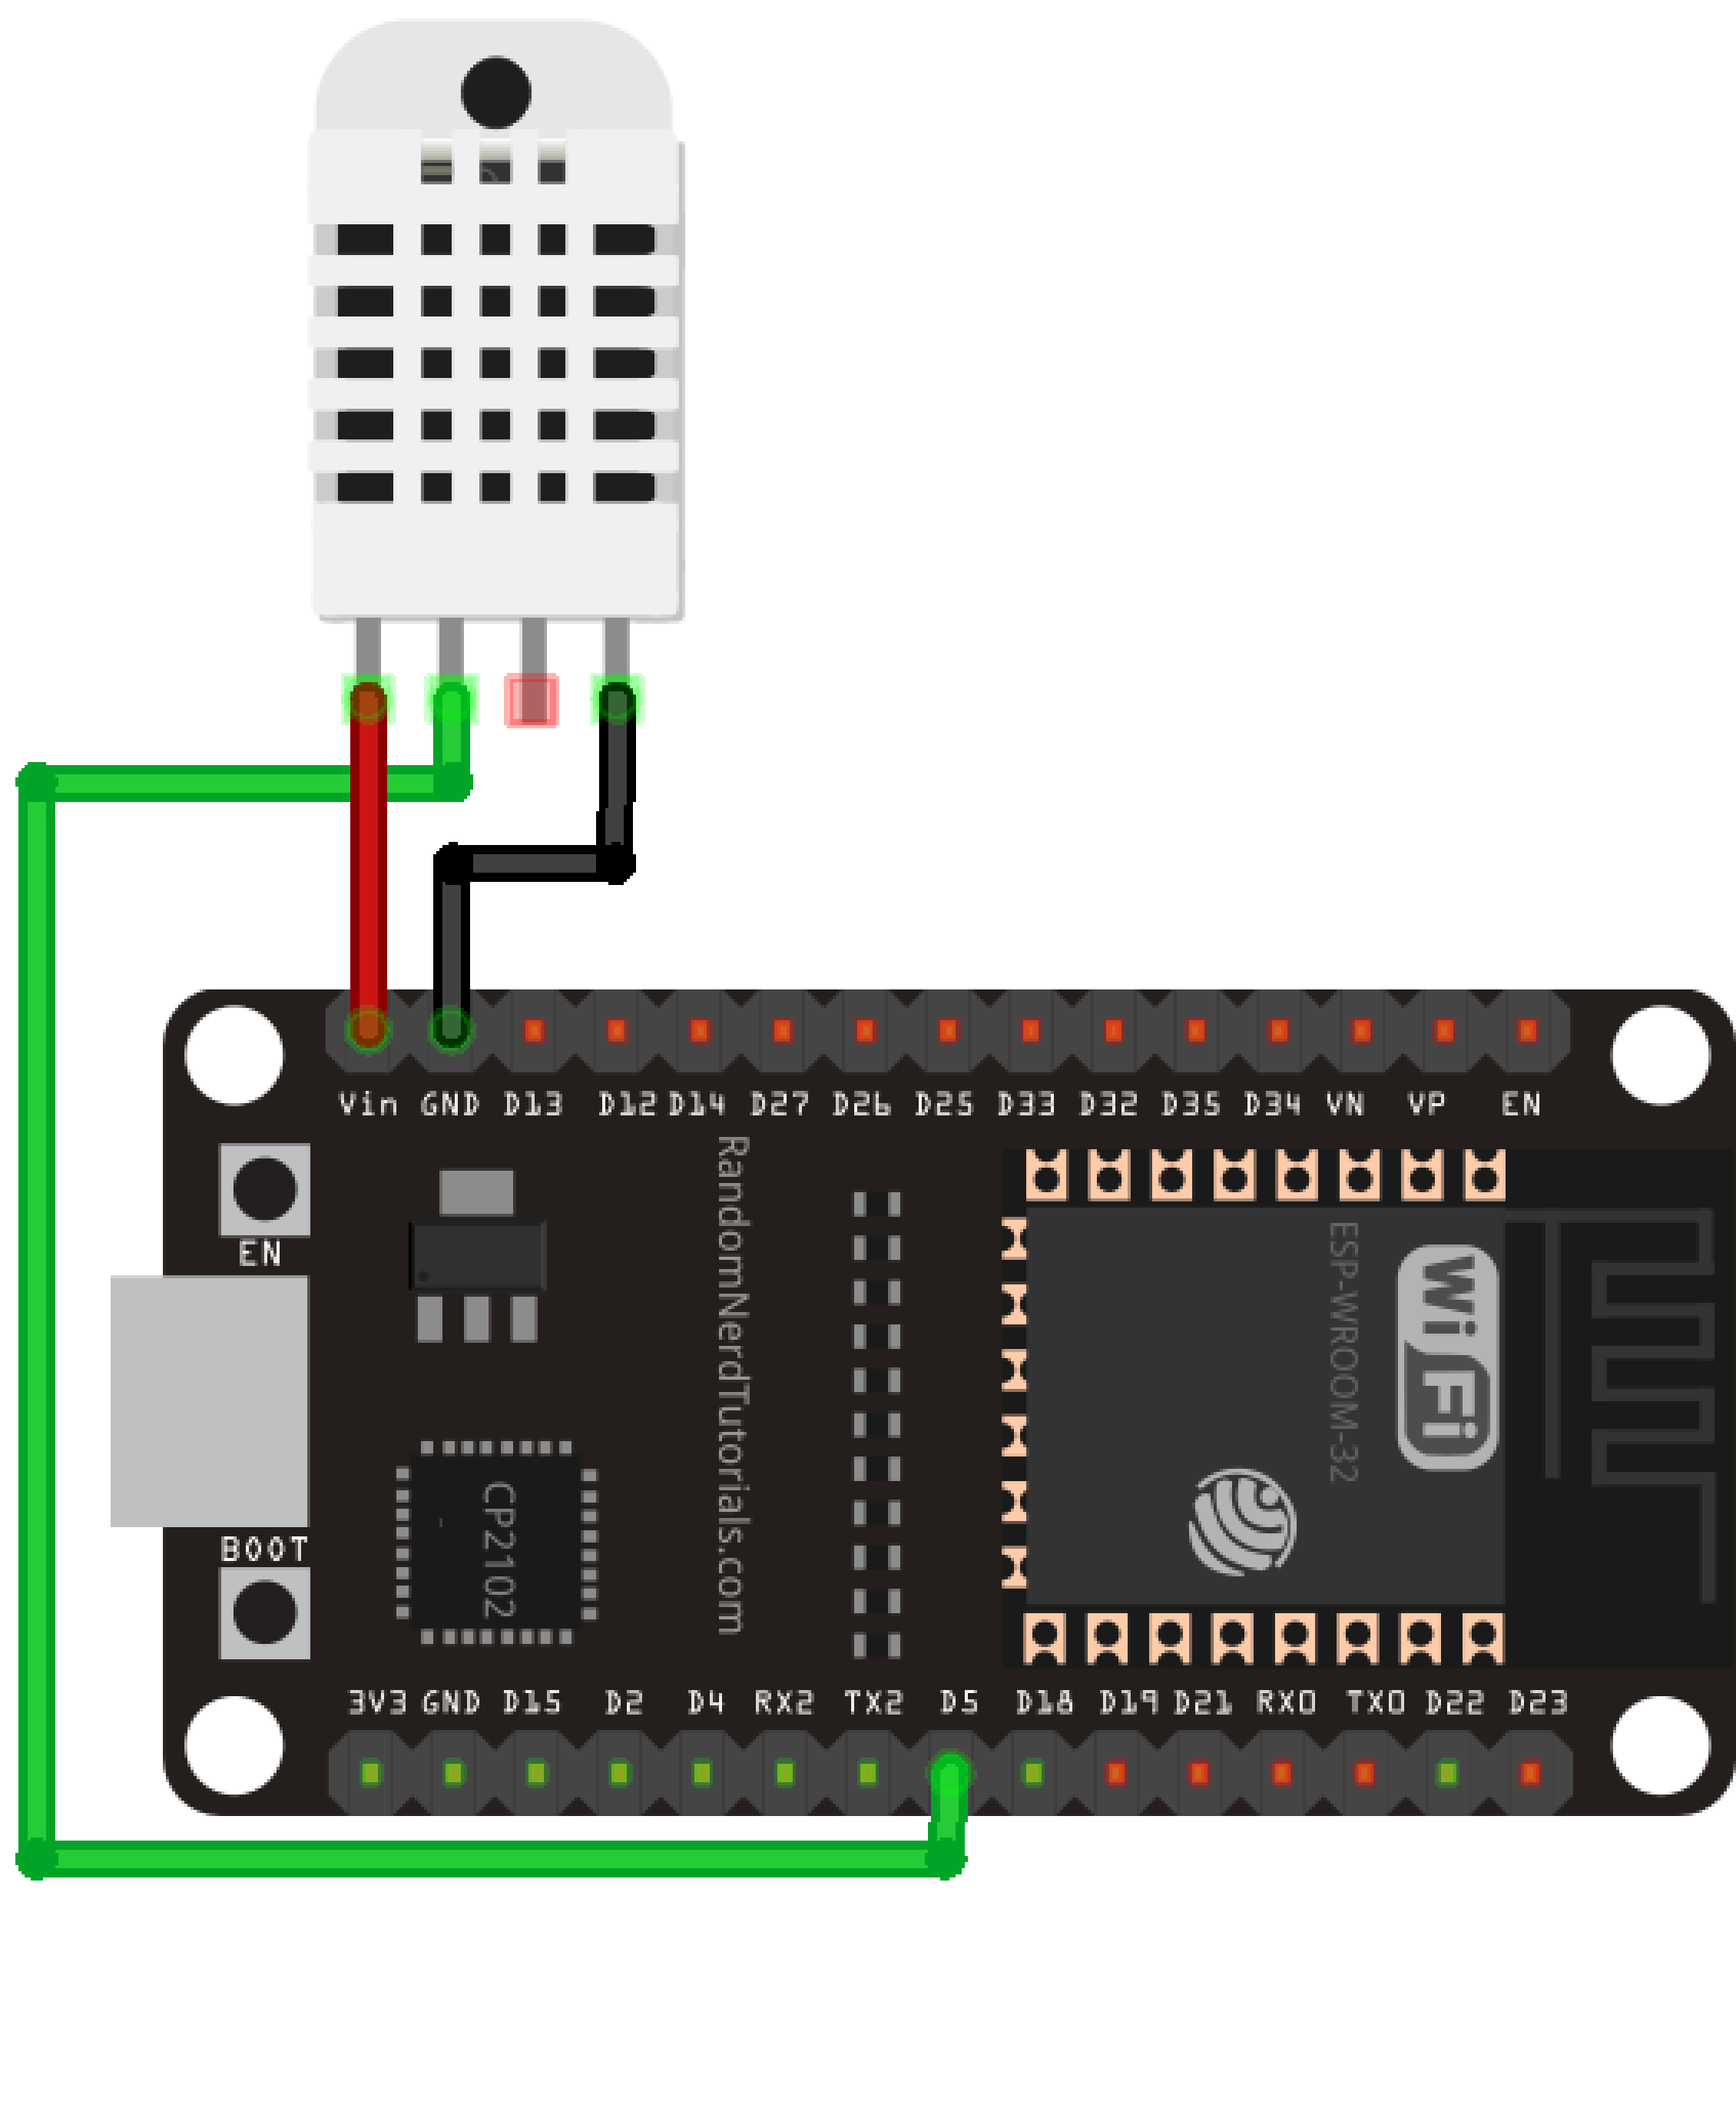 Vin GND D13 D12 D14 D27 D26 D25 D33 D32 D35 D34 VN VP EN
EN
RandomNerdTutorials.com
ESP-WROOM-32
WiFi
CP2102
BOOT
3V3 GND D15 D2 D4 RX2 TX2 D5 D18 D19 D21 RX0 TX0 D22 D23